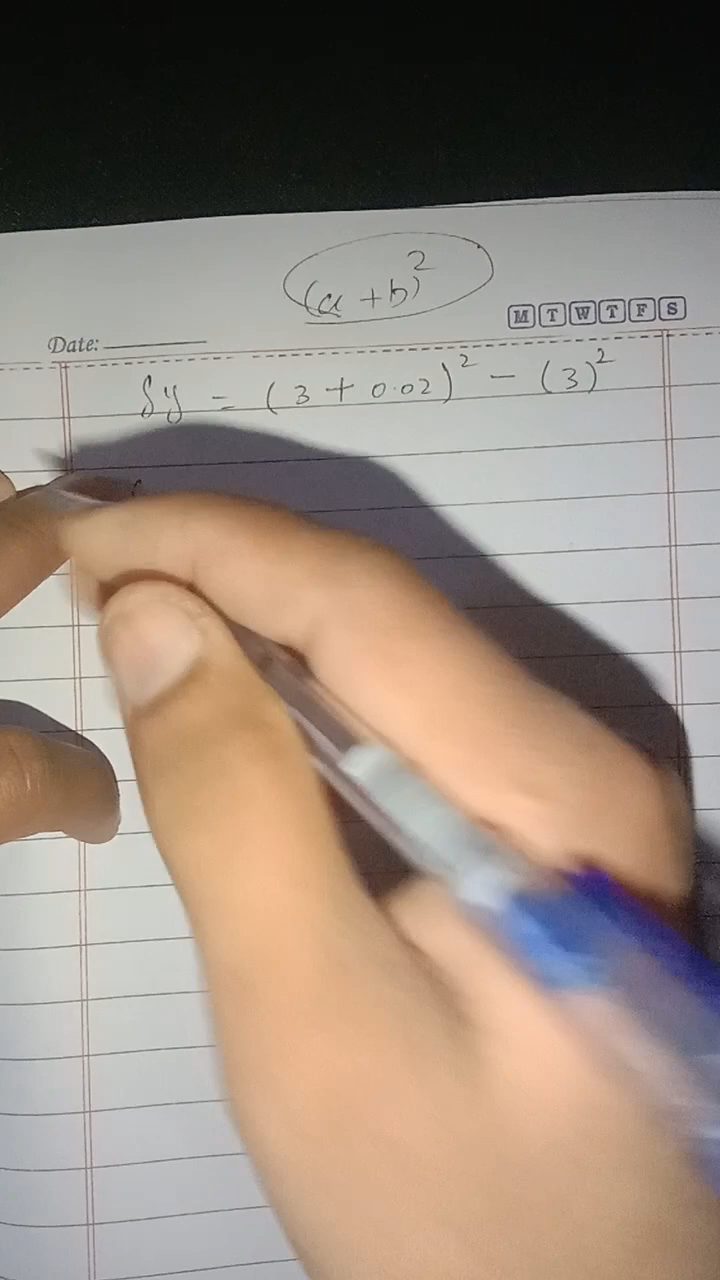 (a + b)²
M T W T F S
Date:
δy = (3 + 0.02)² - (3)²